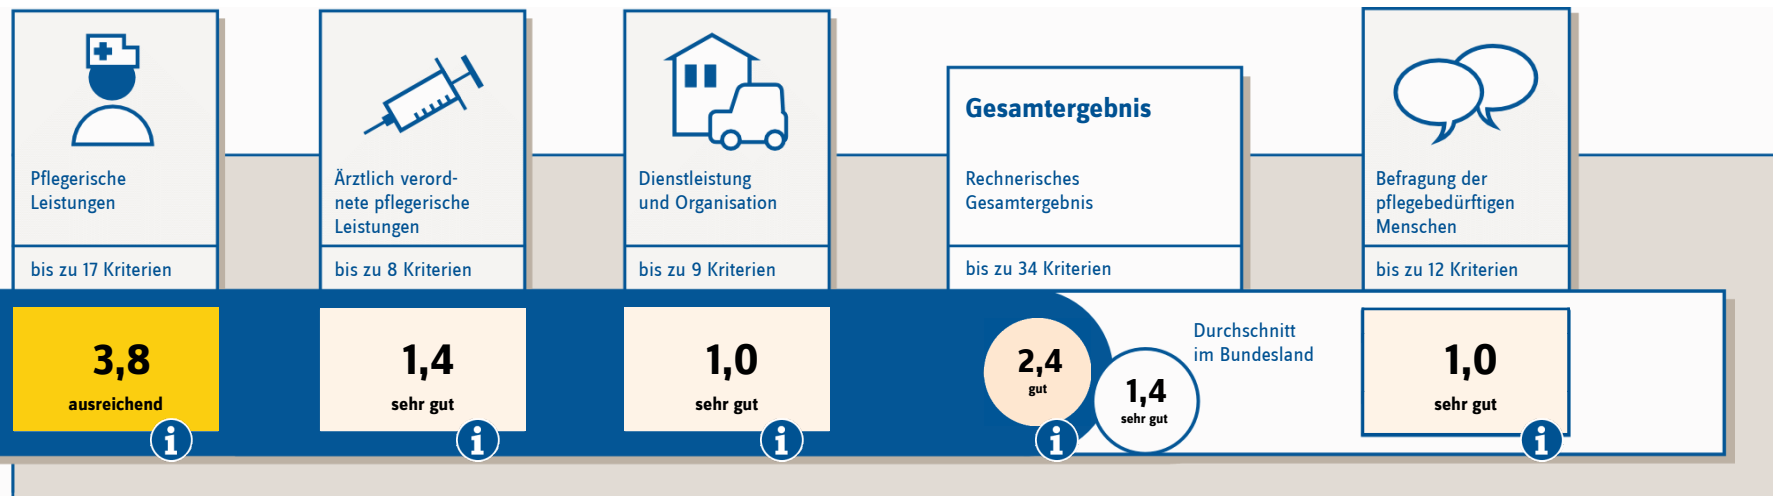 Pflegerische
Leistungen
bis zu 17 Kriterien
3,8
ausreichend
i
Ärztlich verord-
nete pflegerische
Leistungen
bis zu 8 Kriterien
1,4
sehr gut
i
Dienstleistung
und Organisation
bis zu 9 Kriterien
1,0
sehr gut
i
Gesamtergebnis
Rechnerisches
Gesamtergebnis
bis zu 34 Kriterien
2,4
gut
i
Durchschnitt
im Bundesland
1,4
sehr gut
Befragung der
pflegebedürftigen
Menschen
bis zu 12 Kriterien
1,0
sehr gut
i